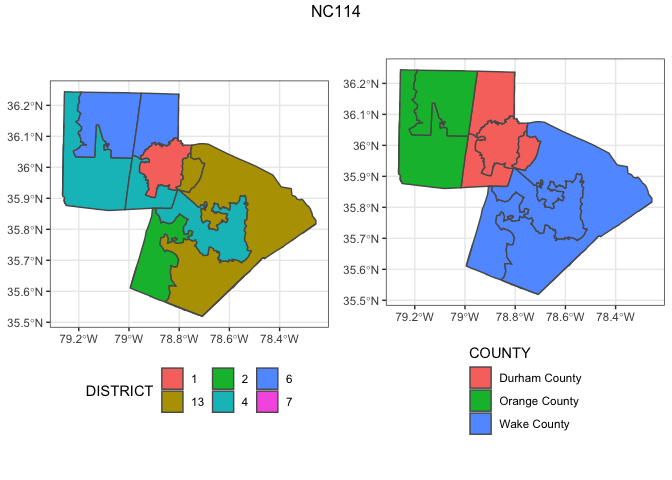 NC114
36.2°N
36.1°N
36°N
35.9°N
35.8°N
35.7°N
35.6°N
35.5°N
79.2°W 79°W 78.8°W 78.6°W 78.4°W
DISTRICT
1 2 6
13 4 7
36.2°N
36.1°N
36°N
35.9°N
35.8°N
35.7°N
35.6°N
35.5°N
79.2°W 79°W 78.8°W 78.6°W 78.4°W
COUNTY
Durham County
Orange County
Wake County